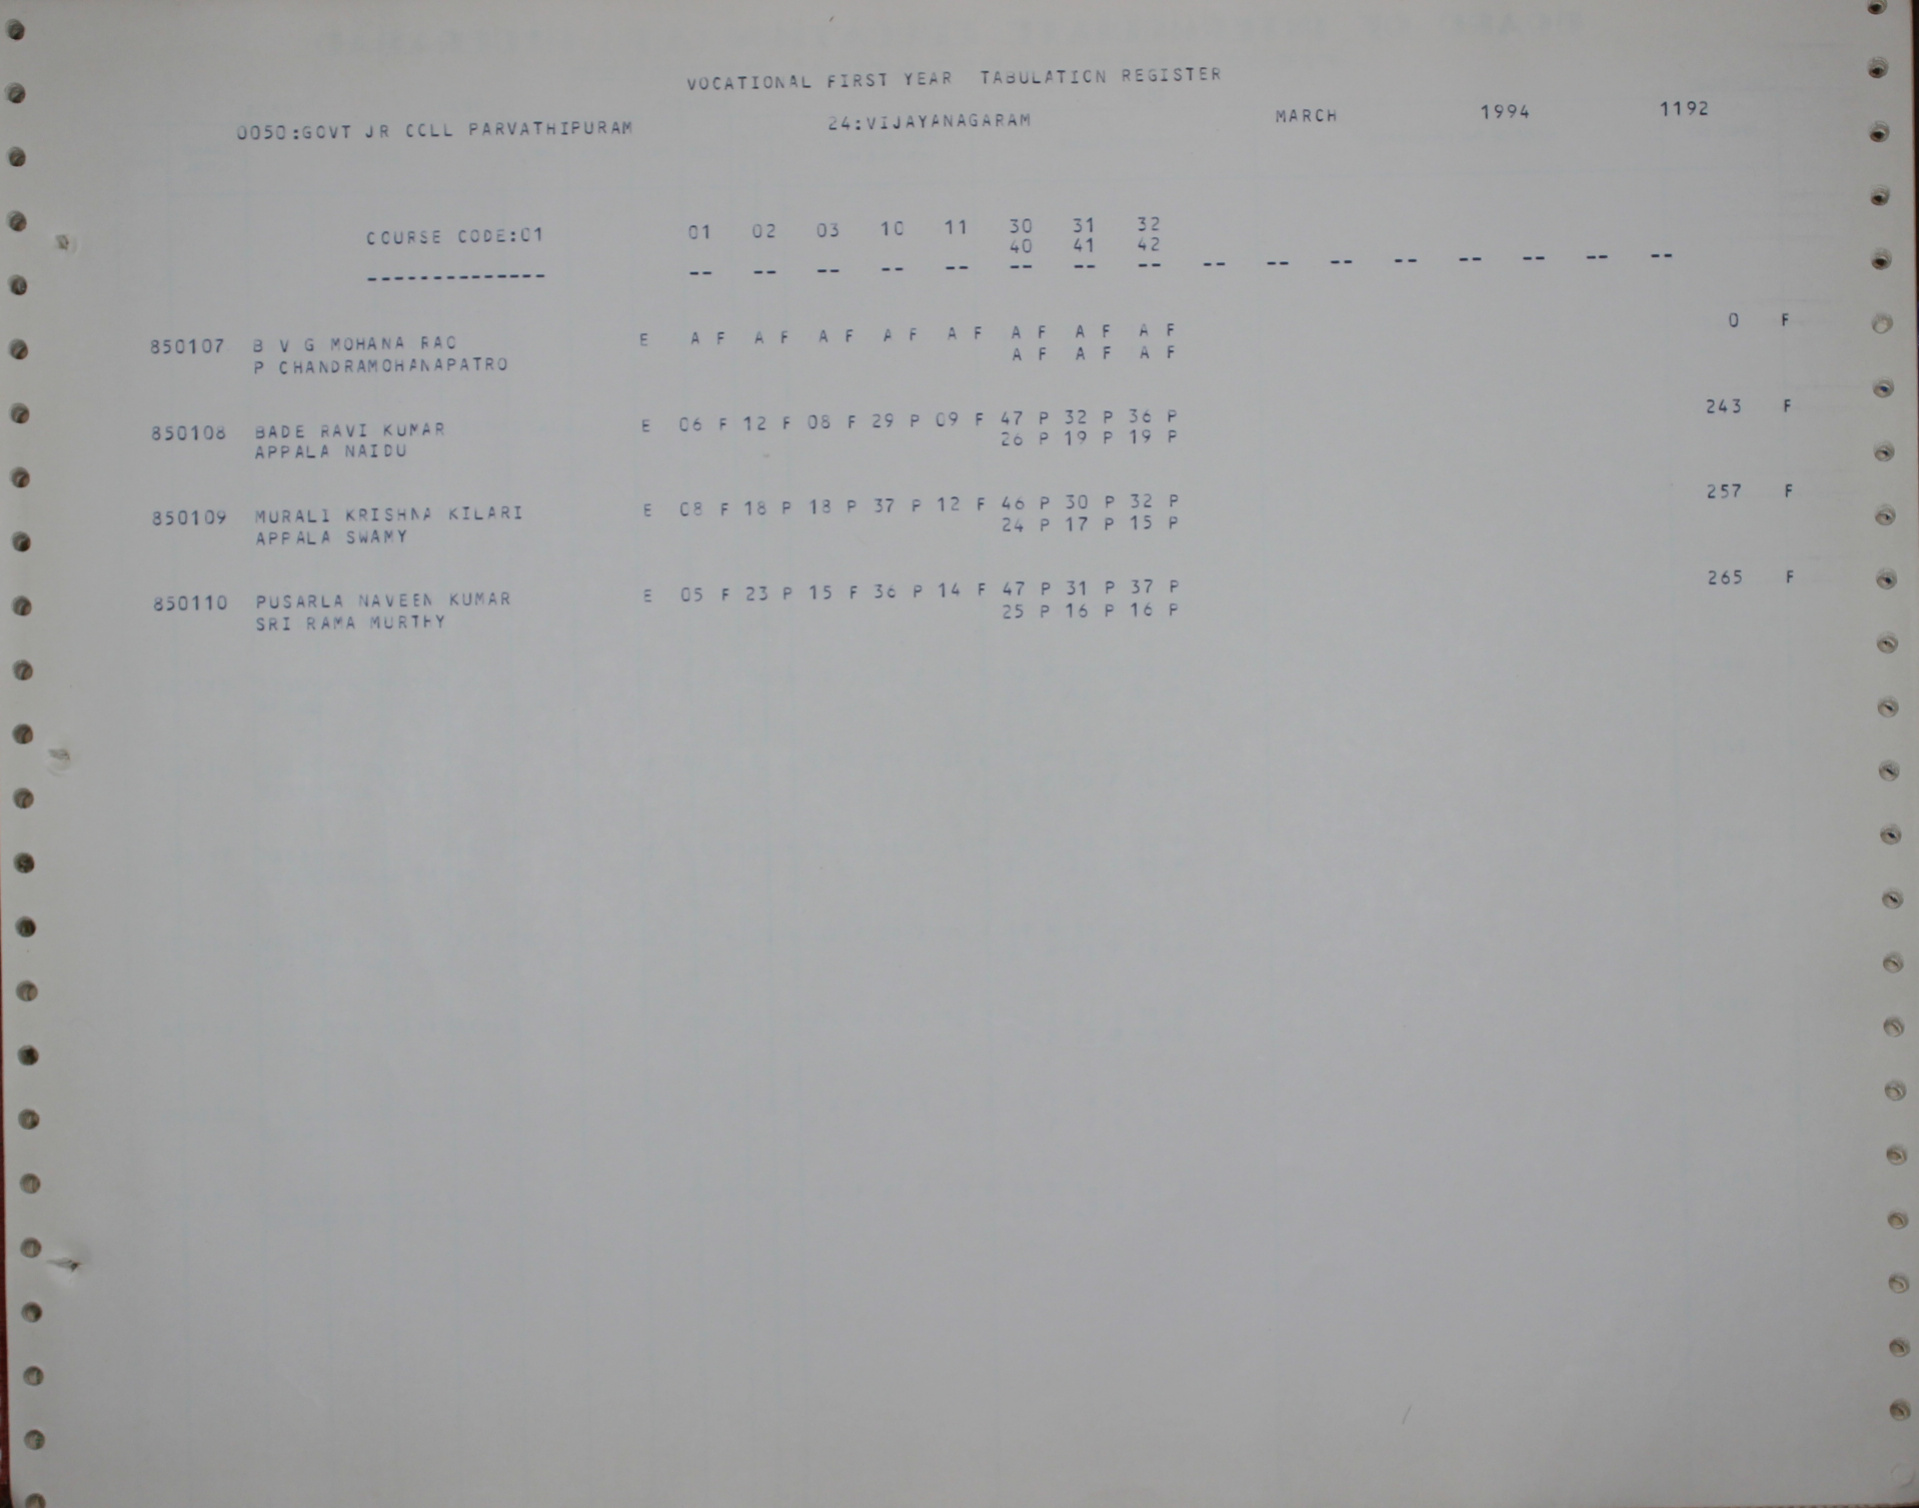 VOCATIONAL FIRST YEAR TABULATION REGISTER
0050:GOVT JR COLL PARVATHIPURAM 24:VIJAYANAGARAM MARCH 1994 1192
COURSE CODE:01 01 02 03 10 11 30 31 32
40 41 42
-------------- -- -- -- -- -- -- -- -- -- -- -- -- -- -- -- --
850107 B V G MOHANA RAO E A F A F A F A F A F A F A F A F 0 F
P CHANDRAMOHANAPATRO A F A F A F
850108 BADE RAVI KUMAR E 06 F 12 F 08 F 29 P 09 F 47 P 32 P 36 P 243 F
APPALA NAIDU 26 P 19 P 19 P
850109 MURALI KRISHNA KILARI E 08 F 18 P 18 P 37 P 12 F 46 P 30 P 32 P 257 F
APPALA SWAMY 24 P 17 P 15 P
850110 PUSARLA NAVEEN KUMAR E 05 F 23 P 15 F 36 P 14 F 47 P 31 P 37 P 265 F
SRI RAMA MURTHY 25 P 16 P 16 P